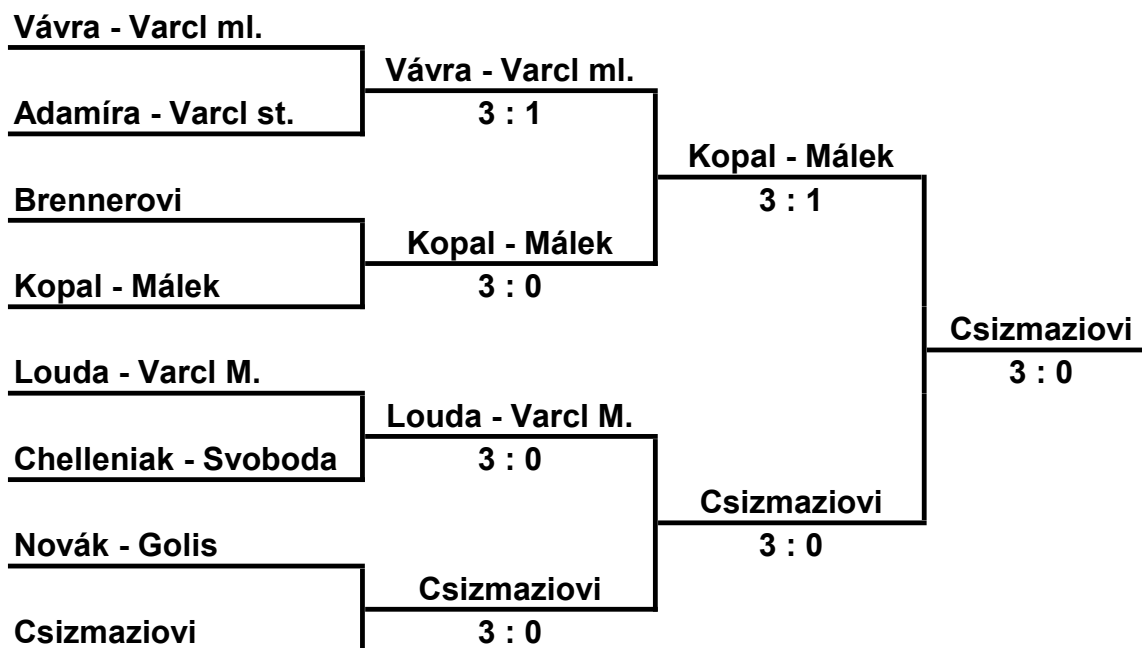 Vávra - Varcl ml.
Vávra - Varcl ml.
Adamíra - Varcl st.
3 : 1
Kopal - Málek
Brennerovi
3 : 1
Kopal - Málek
Kopal - Málek
3 : 0
Csizmaziovi
Louda - Varcl M.
3 : 0
Louda - Varcl M.
Chelleniak - Svoboda
3 : 0
Csizmaziovi
Novák - Golis
3 : 0
Csizmaziovi
Csizmaziovi
3 : 0